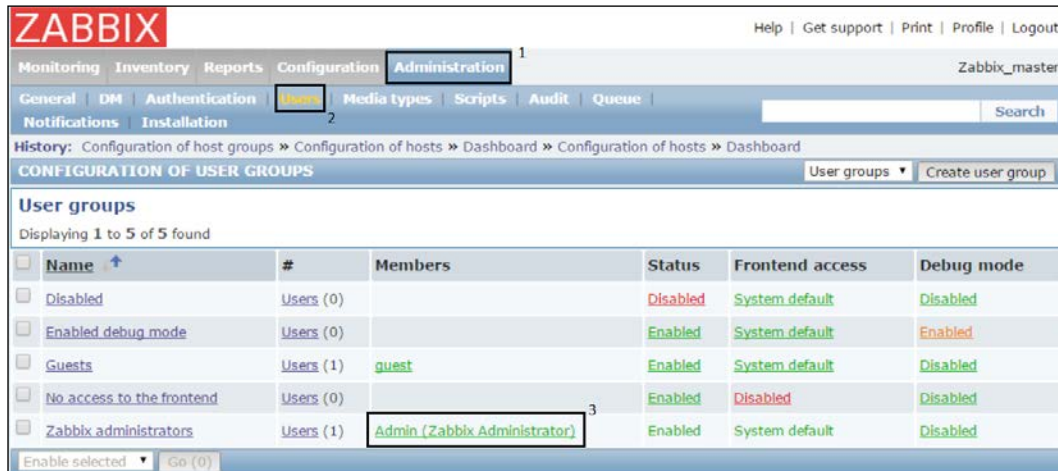 ZABBIX
Help | Get support | Print | Profile | Logout
Monitoring Inventory Reports Configuration Administration 1
Zabbix_master
General | DM | Authentication | Users | Media types | Scripts | Audit | Queue |
2
Notifications | Installation
Search
History: Configuration of host groups » Configuration of hosts » Dashboard » Configuration of hosts » Dashboard
CONFIGURATION OF USER GROUPS
User groups Create user group
User groups
Displaying 1 to 5 of 5 found
Name # Members Status Frontend access Debug mode
Disabled Users (0) Disabled System default Disabled
Enabled debug mode Users (0) Enabled System default Enabled
Guests Users (1) guest Enabled System default Disabled
No access to the frontend Users (0) Enabled Disabled Disabled
3
Zabbix administrators Users (1) Admin (Zabbix Administrator) Enabled System default Disabled
Enable selected Go (0)